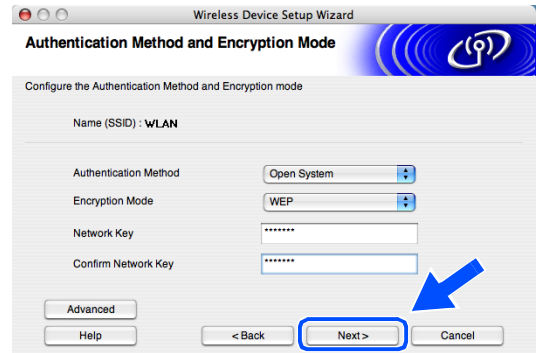 Wireless Device Setup Wizard
Authentication Method and Encryption Mode
Configure the Authentication Method and Encryption mode
Name (SSID) : WLAN
Authentication Method Open System
Encryption Mode WEP
Network Key *******
Confirm Network Key *******
Advanced
Help < Back Next > Cancel